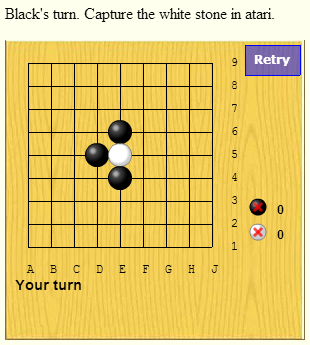 Black's turn. Capture the white stone in atari.
Retry
9
8
7
6
5
4
3
2
1
0
0
A B C D E F G H J
Your turn